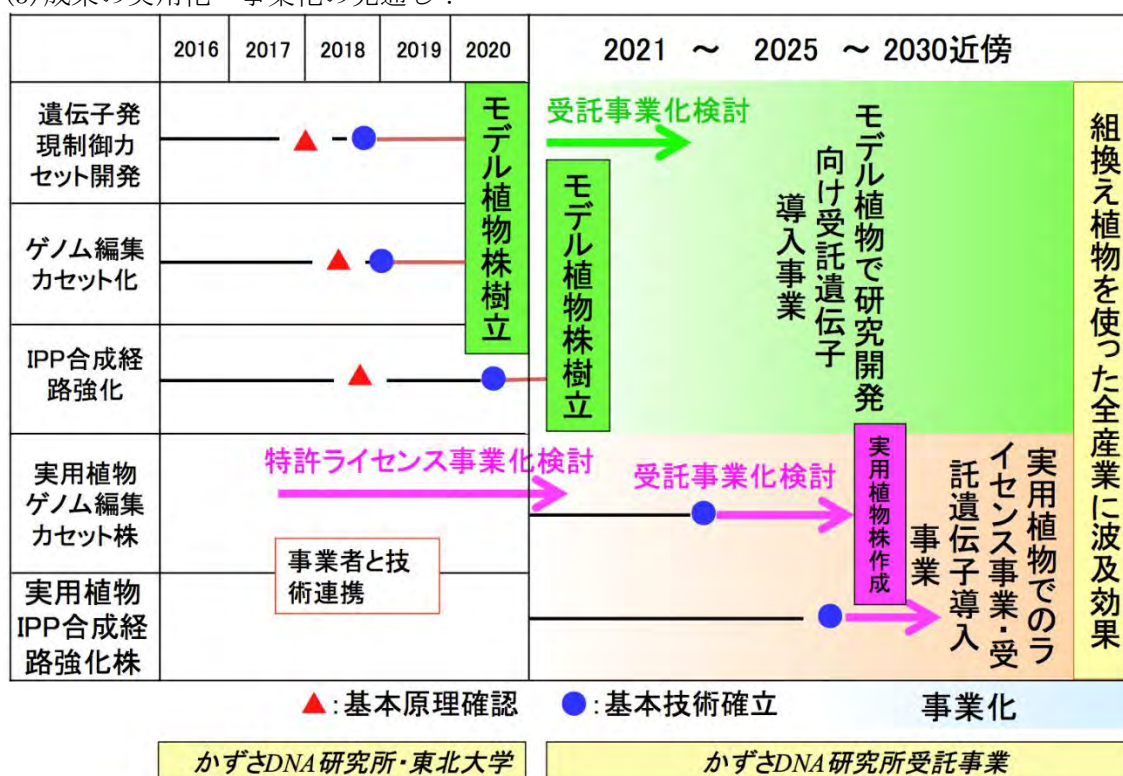 2016 2017 2018 2019 2020 2021 ～ 2025 ～ 2030近傍
遺伝子発
現制御カ
セット開発
ゲノム編集
カセット化
IPP合成経
路強化
実用植物
ゲノム編集
カセット株
実用植物
IPP合成経
路強化株
モデル植物株樹立
モデル植物株樹立
受託事業化検討
モデル植物で研究開発
向け受託遺伝子
導入事業
特許ライセンス事業化検討
事業者と技
術連携
受託事業化検討
実用植物株作成
実用植物でのラ
イセンス事業・受
託遺伝子導入
事業
組換え植物を使った全産業に波及効果
▲:基本原理確認 ●:基本技術確立 事業化
かずさDNA研究所・東北大学 かずさDNA研究所受託事業